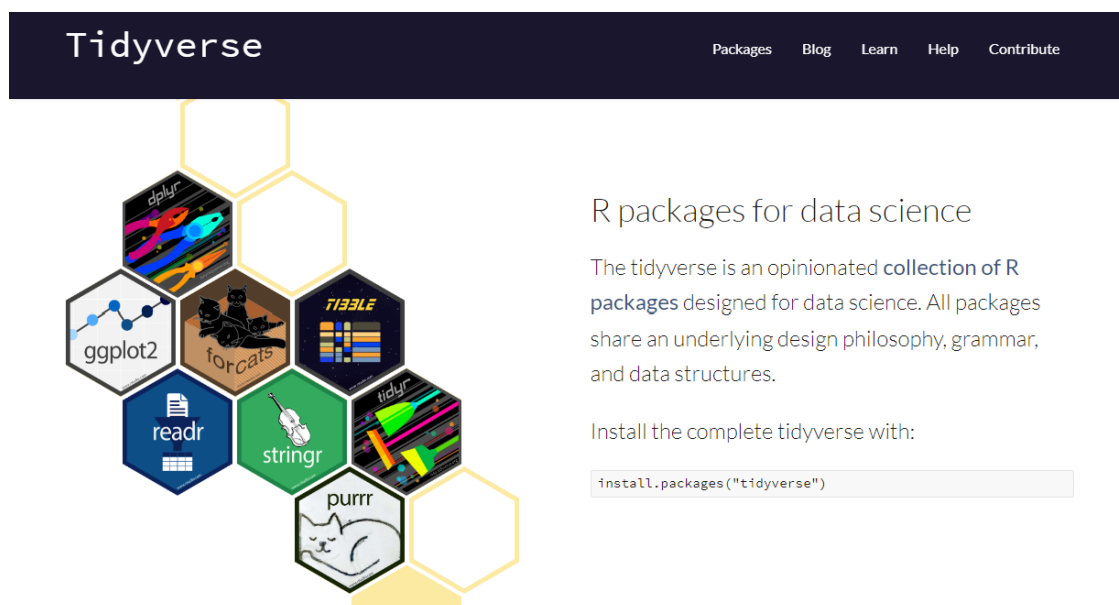 Tidyverse
Packages Blog Learn Help Contribute
dplyr
R packages for data science
The tidyverse is an opinionated collection of R
packages designed for data science. All packages
share an underlying design philosophy, grammar,
and data structures.
Install the complete tidyverse with:
install.packages("tidyverse")
ggplot2
forcats
TIBBLE
readr
stringr
tidyr
purrr